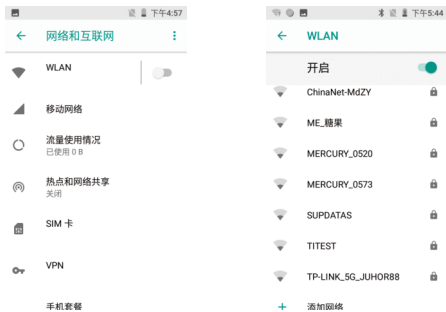 下午4:57
网络和互联网
WLAN
移动网络
流量使用情况
已使用 0 B
热点和网络共享
关闭
SIM 卡
VPN
手机套餐
下午5:44
WLAN
开启
ChinaNet-MdZY
ME_糖果
MERCURY_0520
MERCURY_0573
SUPDATAS
TITEST
TP-LINK_5G_JUHOR88
添加网络